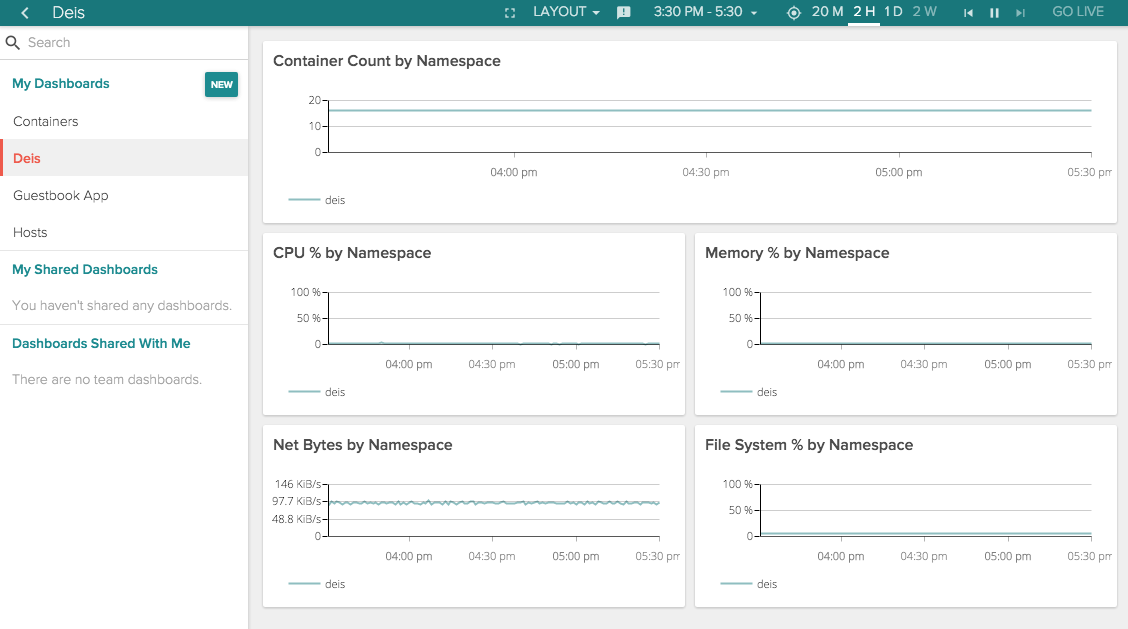 Deis
LAYOUT
3:30 PM - 5:30
20 M
2 H
1 D
2 W
GO LIVE
Search
My Dashboards
NEW
Containers
Deis
Guestbook App
Hosts
My Shared Dashboards
You haven't shared any dashboards.
Dashboards Shared With Me
There are no team dashboards.
Container Count by Namespace
20
10
0
04:00 pm
04:30 pm
05:00 pm
05:30 pm
deis
CPU % by Namespace
100 %
50 %
0
04:00 pm
04:30 pm
05:00 pm
05:30 pm
deis
Memory % by Namespace
100 %
50 %
0
04:00 pm
04:30 pm
05:00 pm
05:30 pm
deis
Net Bytes by Namespace
146 KiB/s
97.7 KiB/s
48.8 KiB/s
0
04:00 pm
04:30 pm
05:00 pm
05:30 pm
deis
File System % by Namespace
100 %
50 %
0
04:00 pm
04:30 pm
05:00 pm
05:30 pm
deis